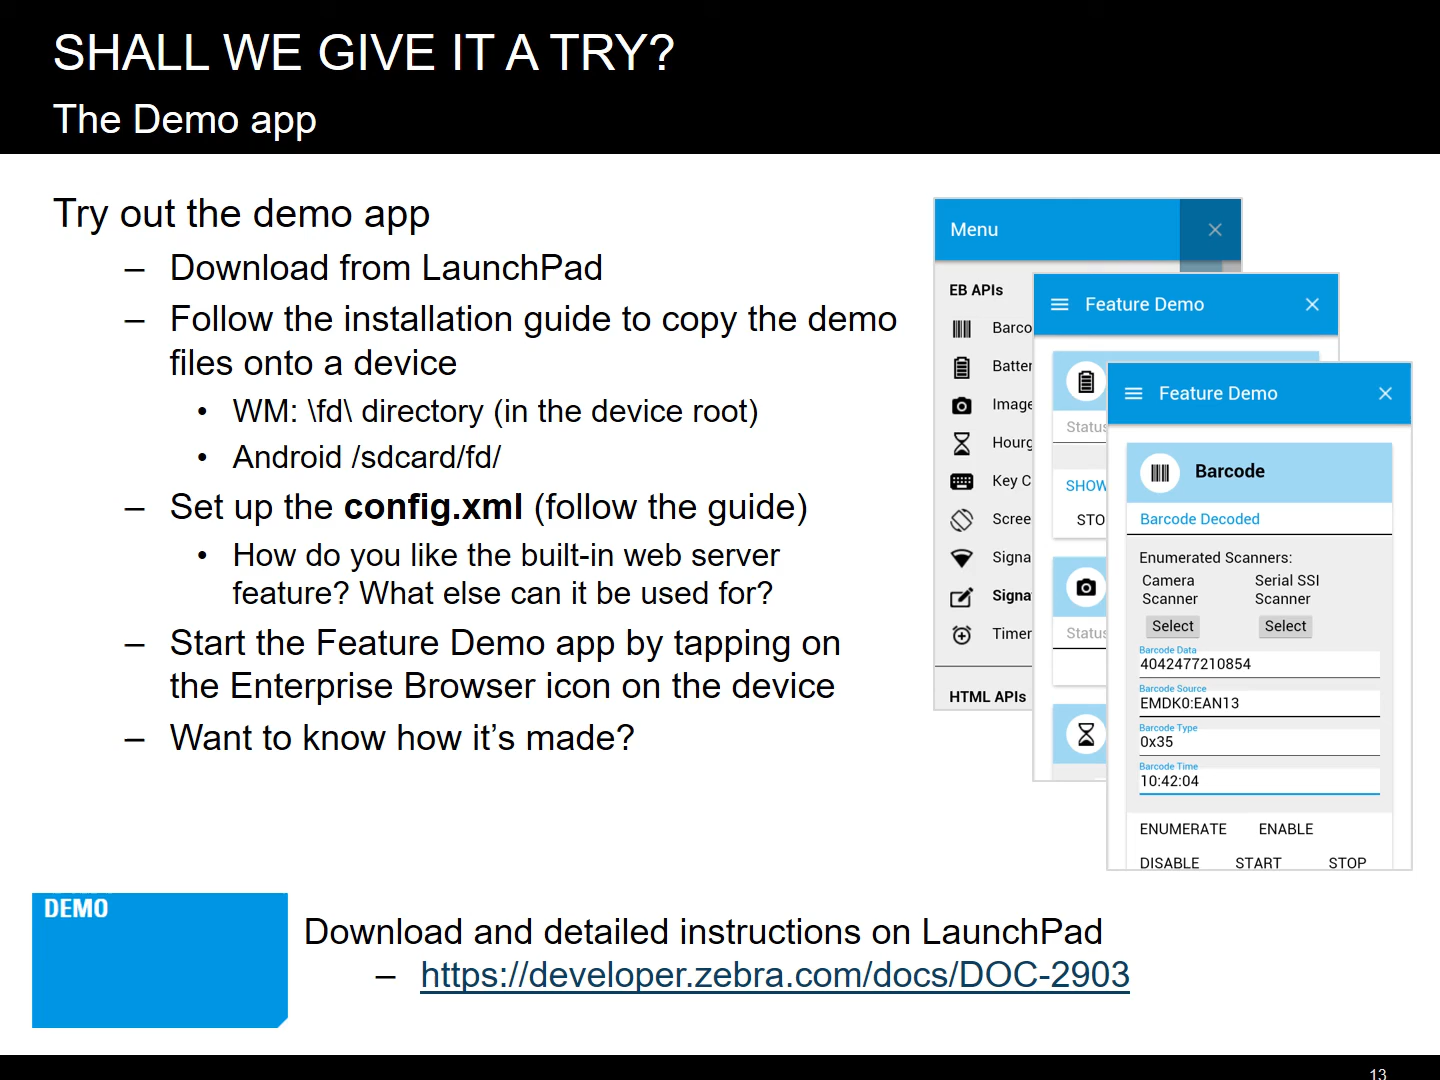 SHALL WE GIVE IT A TRY?
The Demo app
Try out the demo app
– Download from LaunchPad
– Follow the installation guide to copy the demo
files onto a device
• WM: \fd\ directory (in the device root)
• Android /sdcard/fd/
– Set up the config.xml (follow the guide)
• How do you like the built-in web server
feature? What else can it be used for?
– Start the Feature Demo app by tapping on
the Enterprise Browser icon on the device
– Want to know how it’s made?
Menu
EB APIs
Barco
Batter
Image
Hourg
Key C
Scree
Signa
Signa
Timer
HTML APIs
Feature Demo
Status
SHOW
STO
Status
Feature Demo
Barcode
Barcode Decoded
Enumerated Scanners:
Camera Serial SSI
Scanner Scanner
Select Select
Barcode Data
4042477210854
Barcode Source
EMDK0:EAN13
Barcode Type
0x35
Barcode Time
10:42:04
ENUMERATE ENABLE
DISABLE START STOP
DEMO
Download and detailed instructions on LaunchPad
– https://developer.zebra.com/docs/DOC-2903
13